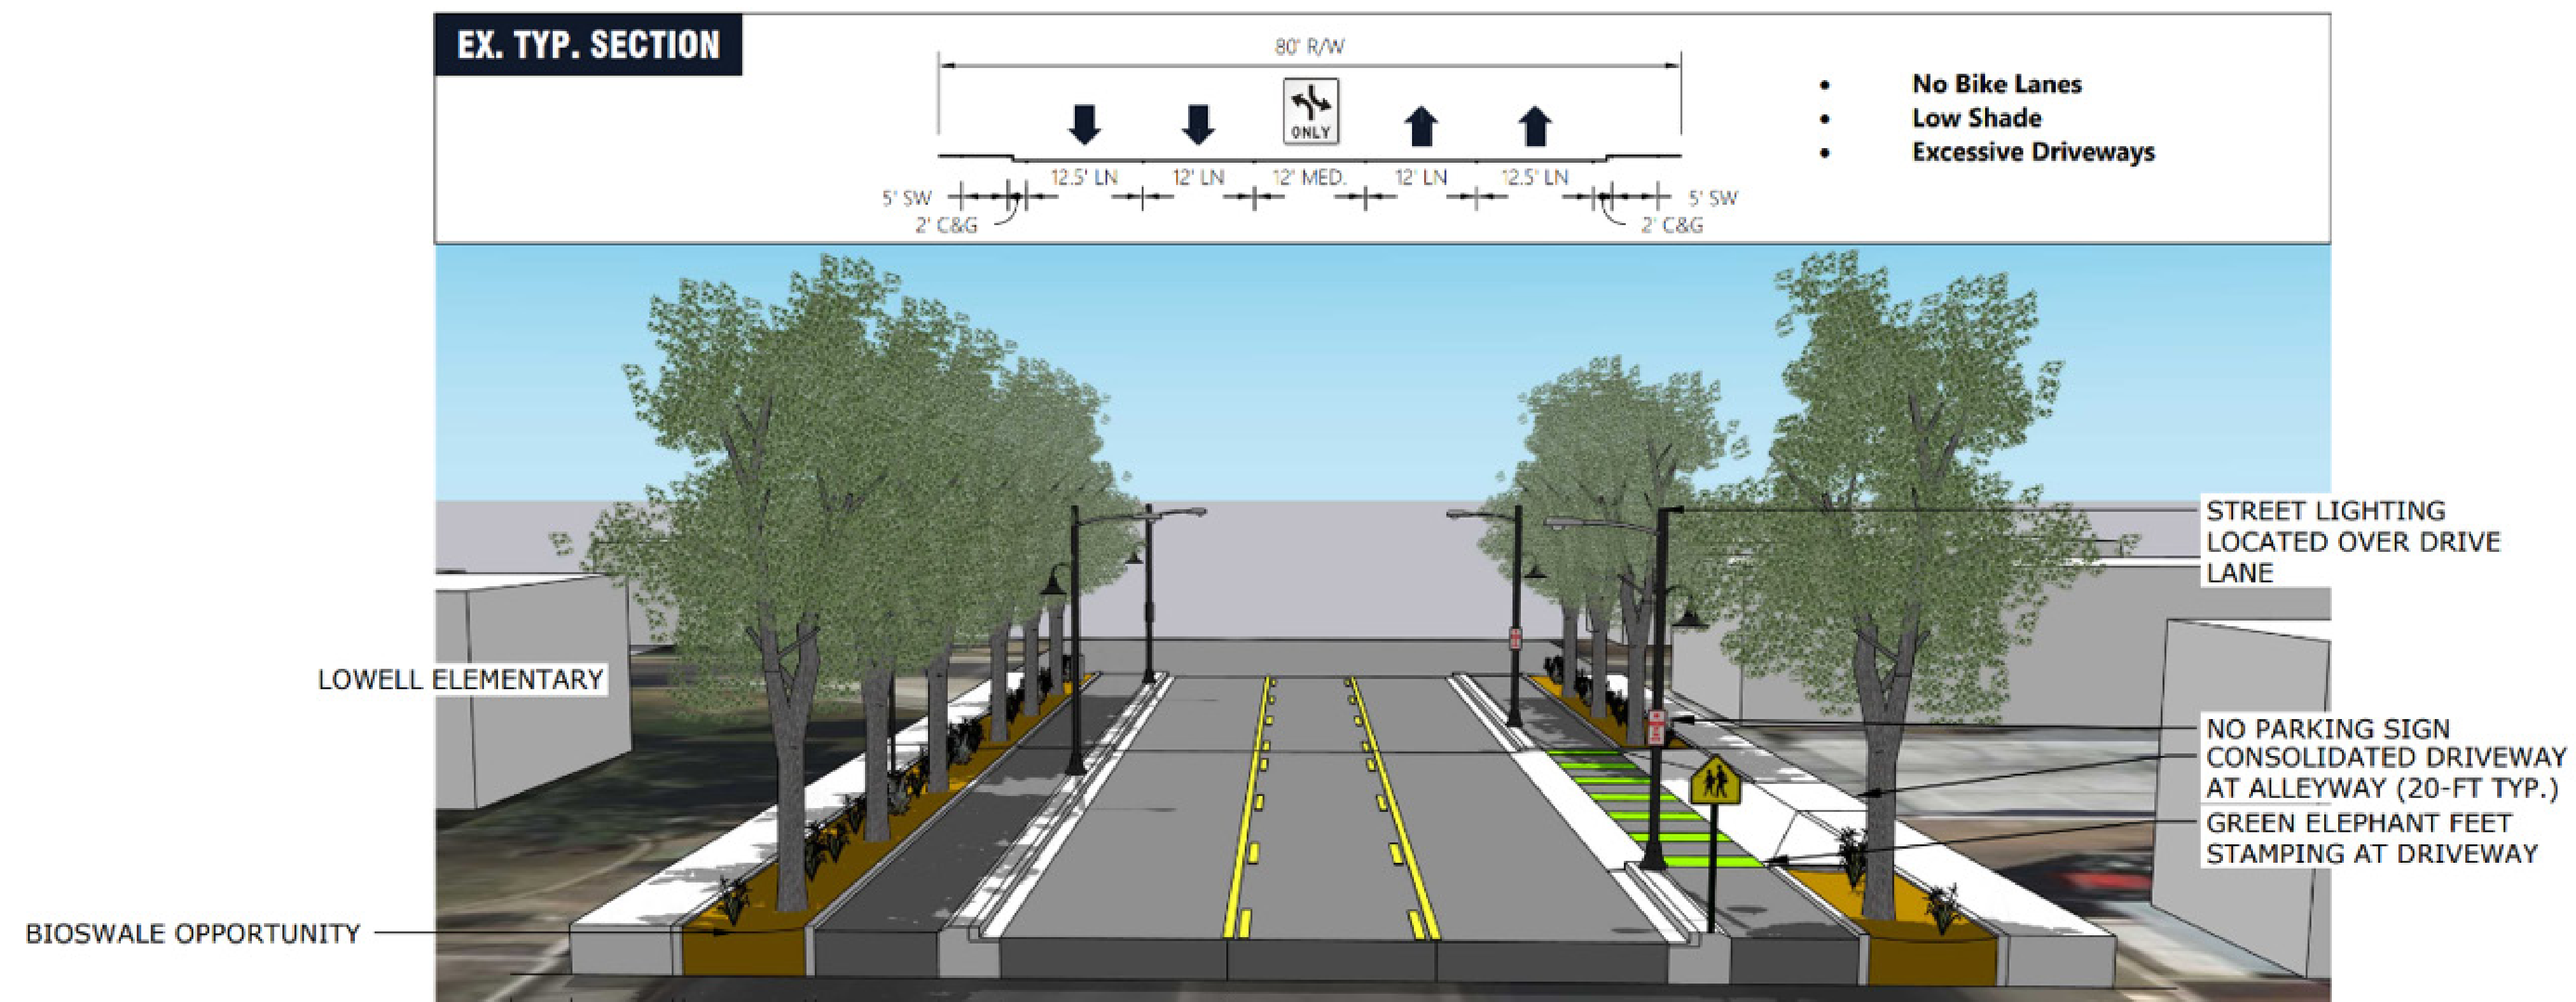 EX. TYP. SECTION
80' R/W
ONLY
12.5' LN
12' LN
12' MED.
12' LN
12.5' LN
5' SW
5' SW
2' C&G
2' C&G
• No Bike Lanes
• Low Shade
• Excessive Driveways
STREET LIGHTING
LOCATED OVER DRIVE
LANE
LOWELL ELEMENTARY
NO PARKING SIGN
CONSOLIDATED DRIVEWAY
AT ALLEYWAY (20-FT TYP.)
GREEN ELEPHANT FEET
STAMPING AT DRIVEWAY
BIOSWALE OPPORTUNITY